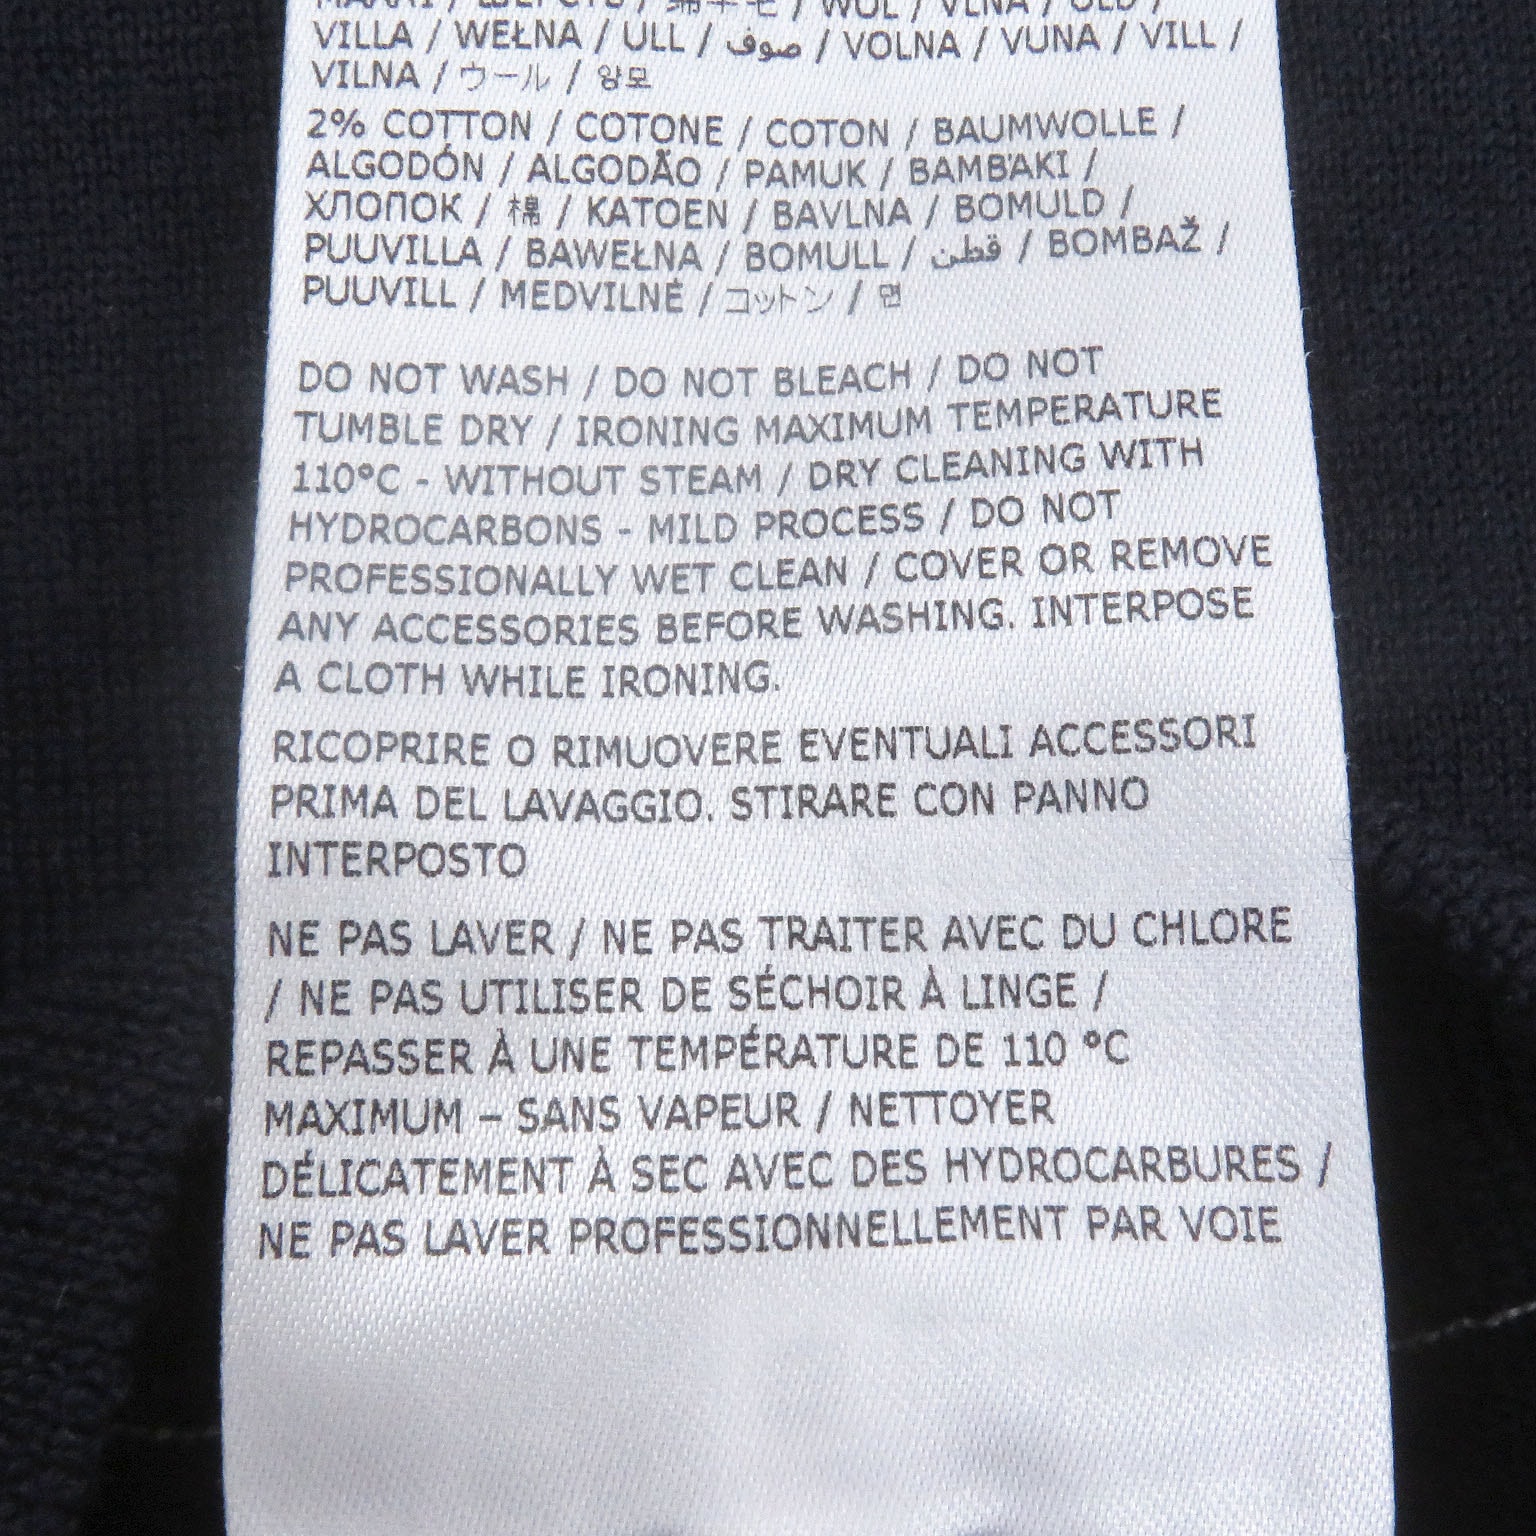 VILLA / WEŁNA / ULL / صوف / VOLNA / VUNA / VILL /
VILNA / ウール / 양모
2% COTTON / COTONE / COTON / BAUMWOLLE /
ALGODÓN / ALGODÃO / PAMUK / BAMBAKI /
ХЛОПОК / 棉 / KATOEN / BAVLNA / BOMULD /
PUUVILLA / BAWEŁNA / BOMULL / قطن / BOMBAŽ /
PUUVILL / MEDVILNĖ / コットン / 면
DO NOT WASH / DO NOT BLEACH / DO NOT
TUMBLE DRY / IRONING MAXIMUM TEMPERATURE
110°C - WITHOUT STEAM / DRY CLEANING WITH
HYDROCARBONS - MILD PROCESS / DO NOT
PROFESSIONALLY WET CLEAN / COVER OR REMOVE
ANY ACCESSORIES BEFORE WASHING. INTERPOSE
A CLOTH WHILE IRONING.
RICOPRIRE O RIMUOVERE EVENTUALI ACCESSORI
PRIMA DEL LAVAGGIO. STIRARE CON PANNO
INTERPOSTO
NE PAS LAVER / NE PAS TRAITER AVEC DU CHLORE
/ NE PAS UTILISER DE SÉCHOIR À LINGE /
REPASSER À UNE TEMPÉRATURE DE 110 °C
MAXIMUM – SANS VAPEUR / NETTOYER
DÉLICATEMENT À SEC AVEC DES HYDROCARBURES /
NE PAS LAVER PROFESSIONNELLEMENT PAR VOIE